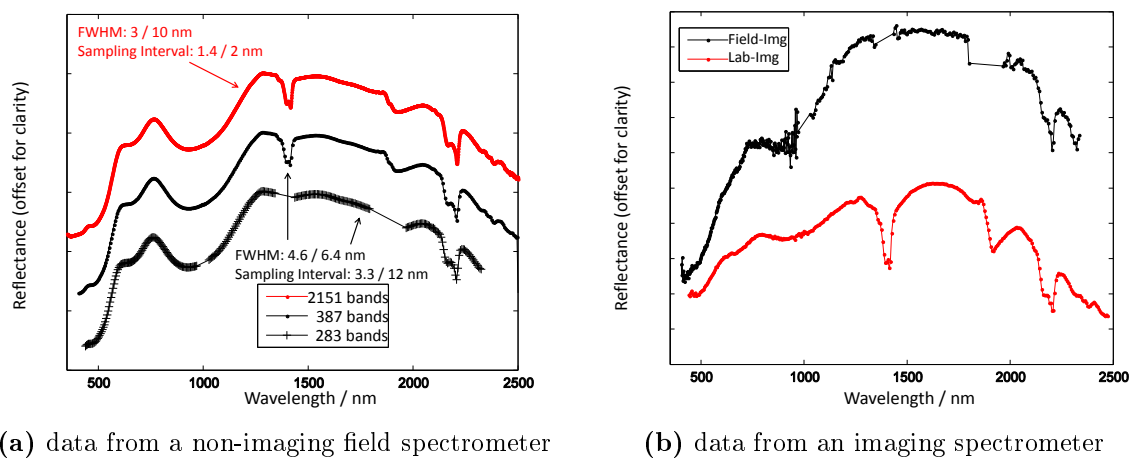 FWHM: 3 / 10 nm
Sampling Interval: 1.4 / 2 nm
Reflectance (offset for clarity)
FWHM: 4.6 / 6.4 nm
Sampling Interval: 3.3 / 12 nm
2151 bands
387 bands
283 bands
500 1000 1500 2000 2500
Wavelength / nm
(a) data from a non-imaging field spectrometer
Field-Img
Lab-Img
Reflectance (offset for clarity)
500 1000 1500 2000 2500
Wavelength / nm
(b) data from an imaging spectrometer